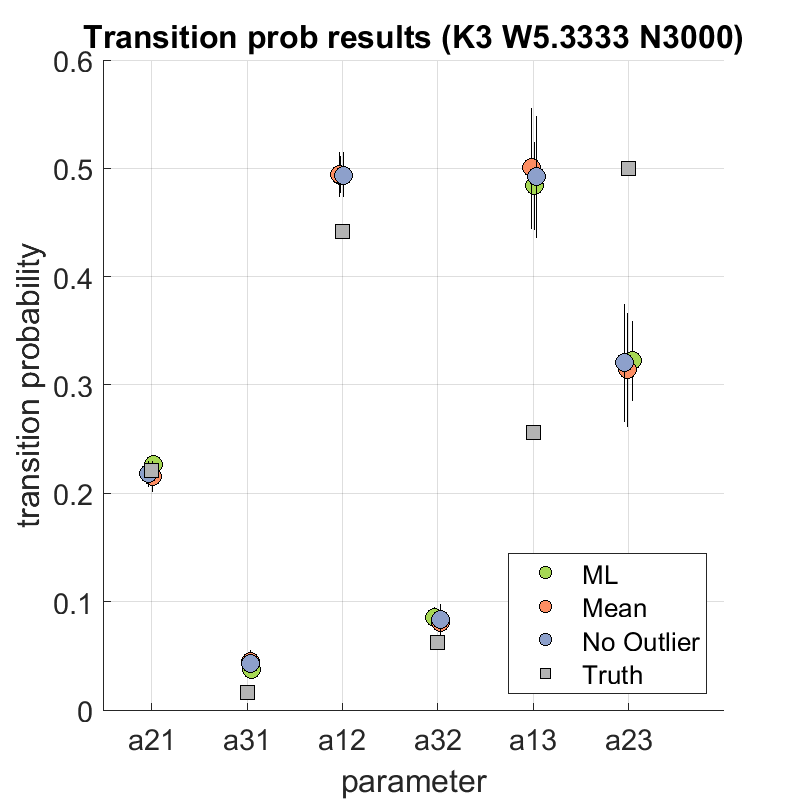 Transition prob results (K3 W5.3333 N3000)
transition probability
0.6
0.5
0.4
0.3
0.2
0.1
0
ML
Mean
No Outlier
Truth
a21 a31 a12 a32 a13 a23
parameter